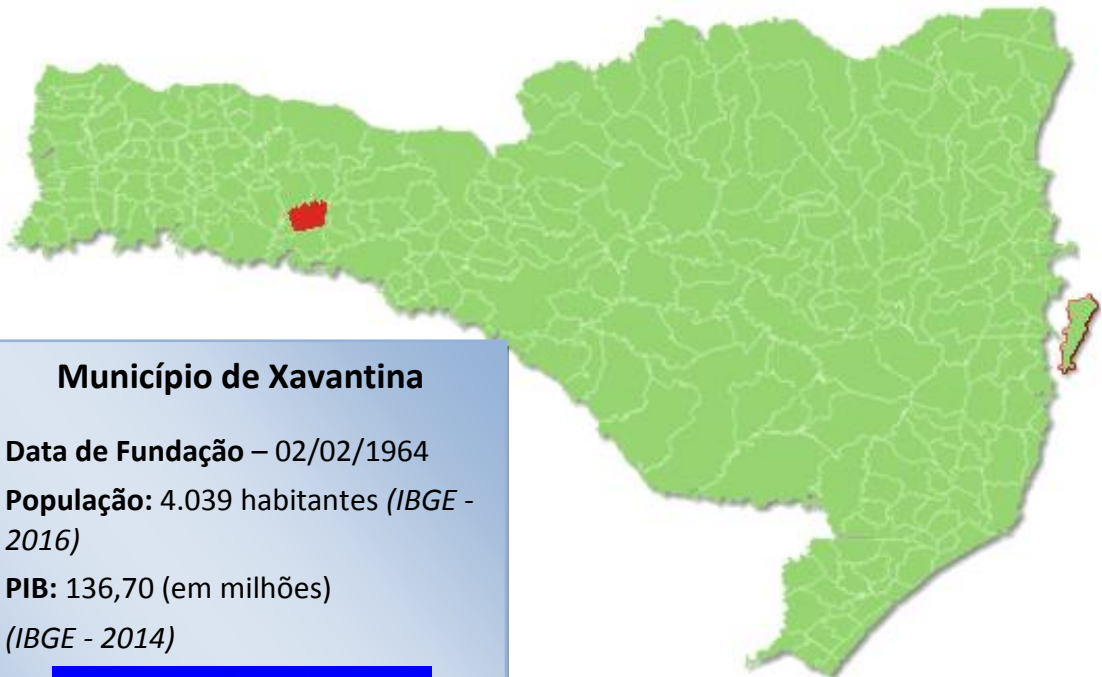 Município de Xavantina
Data de Fundação – 02/02/1964
População: 4.039 habitantes (IBGE -
2016)
PIB: 136,70 (em milhões)
(IBGE - 2014)